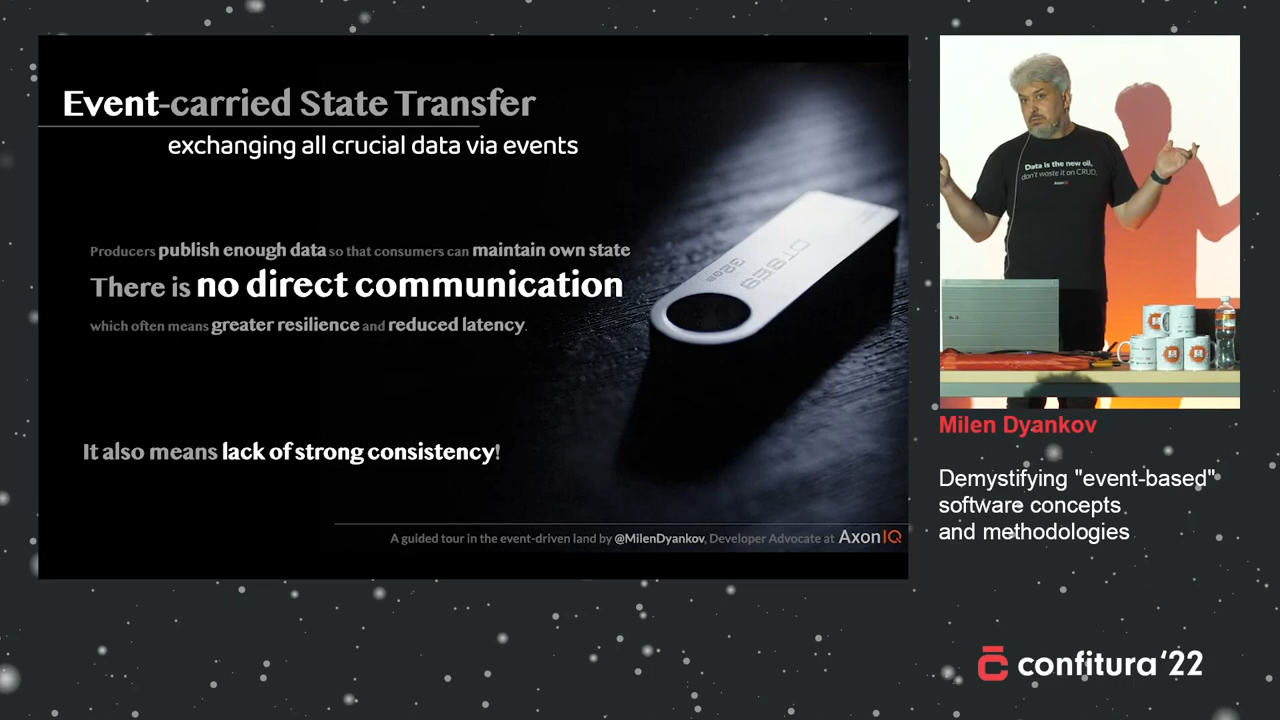 Event-carried State Transfer
exchanging all crucial data via events
Producers publish enough data so that consumers can maintain own state
There is no direct communication
which often means greater resilience and reduced latency.
It also means lack of strong consistency!
A guided tour in the event-driven land by @MilenDyankov, Developer Advocate at AxonIQ
DTSE9
32GB
Data is the new oil,
don't waste it on CRUD.
AxonIQ
Milen Dyankov
Demystifying "event-based"
software concepts
and methodologies
confitura '22